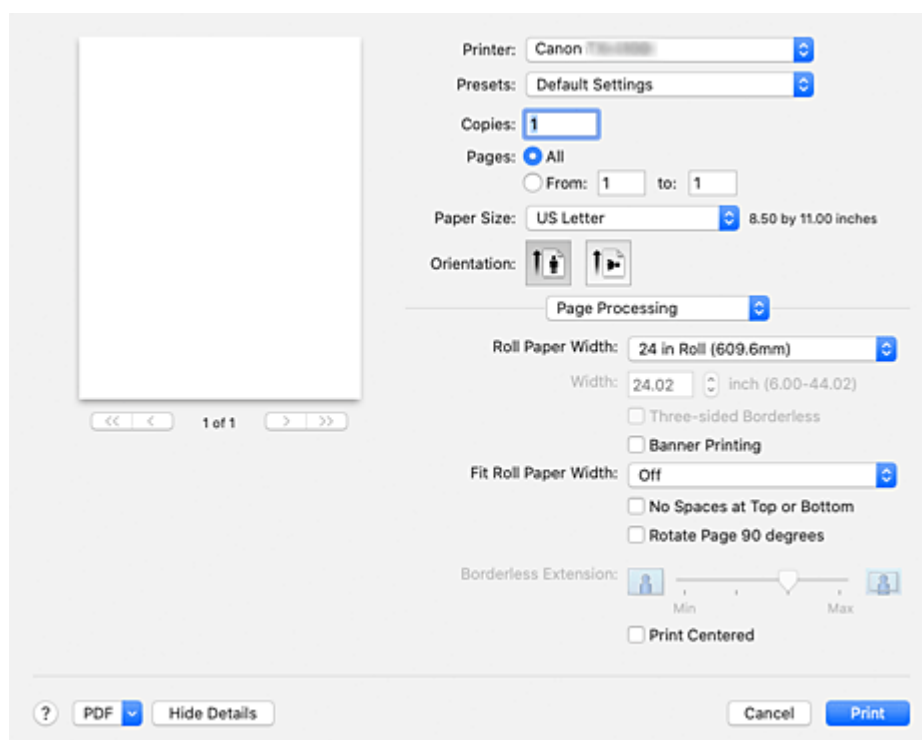 Printer: Canon
Presets: Default Settings
Copies: 1
Pages: All
From: 1 to: 1
Paper Size: US Letter 8.50 by 11.00 inches
Orientation:
Page Processing
Roll Paper Width: 24 in Roll (609.6mm)
Width: 24.02 inch (6.00-44.02)
Three-sided Borderless
<< < 1 of 1 > >>
Banner Printing
Fit Roll Paper Width: Off
No Spaces at Top or Bottom
Rotate Page 90 degrees
Borderless Extension:
Min Max
Print Centered
? PDF Hide Details Cancel Print